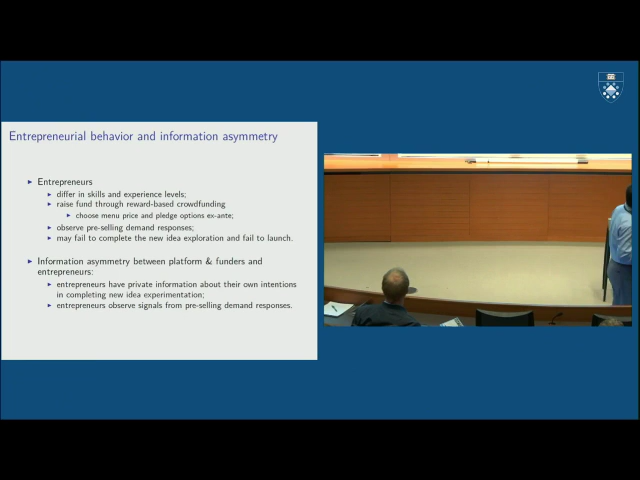 Entrepreneurial behavior and information asymmetry
Entrepreneurs
differ in skills and experience levels;
raise fund through reward-based crowdfunding
choose menu price and pledge options ex-ante;
observe pre-selling demand responses;
may fail to complete the new idea exploration and fail to launch.
Information asymmetry between platform & funders and
entrepreneurs:
entrepreneurs have private information about their own intentions
in completing new idea experimentation;
entrepreneurs observe signals from pre-selling demand responses.